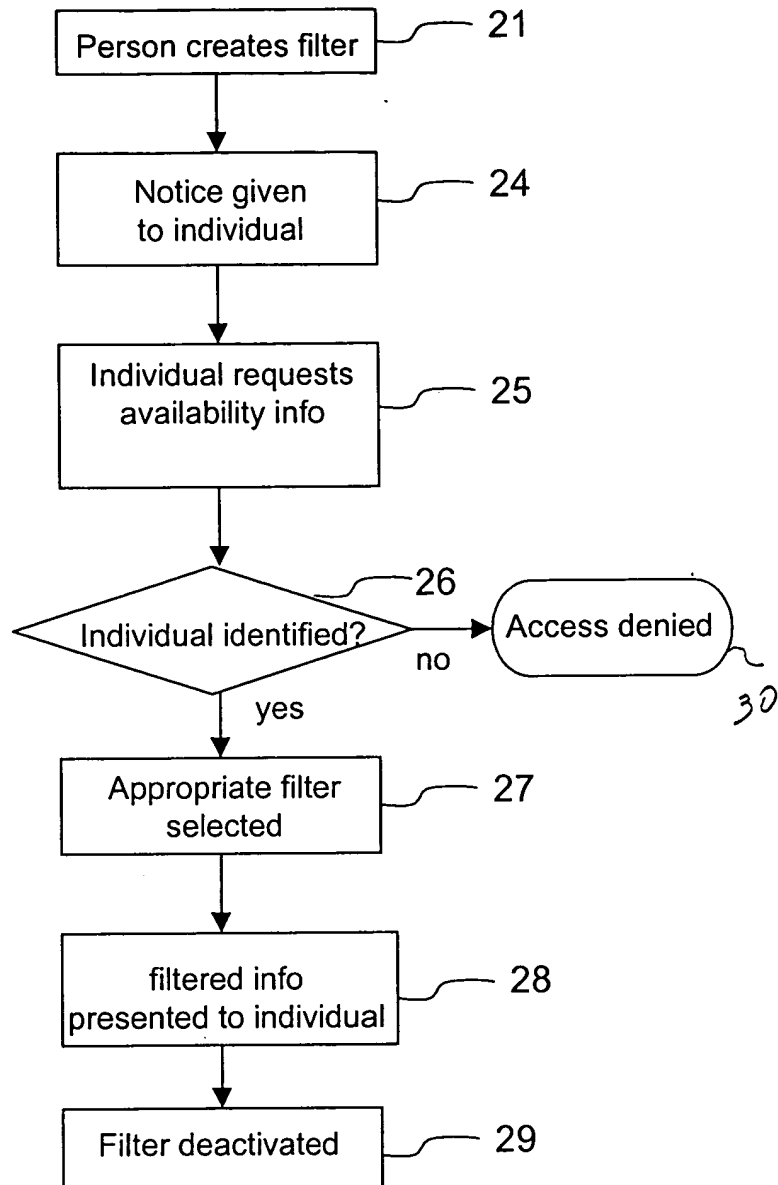 Person creates filter
21
Notice given
to individual
24
Individual requests
availability info
25
Individual identified?
26
no
Access denied
30
yes
Appropriate filter
selected
27
filtered info
presented to individual
28
Filter deactivated
29